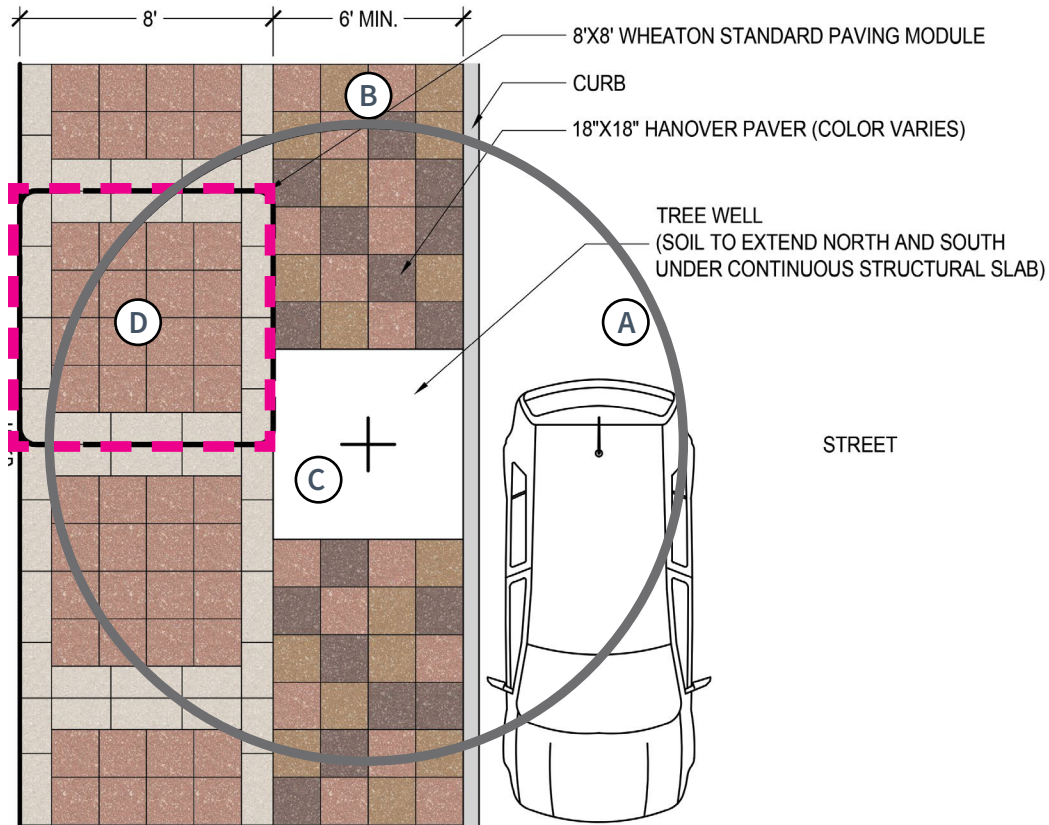 8'
6' MIN.
8'X8' WHEATON STANDARD PAVING MODULE
CURB
B
18"X18" HANOVER PAVER (COLOR VARIES)
TREE WELL
(SOIL TO EXTEND NORTH AND SOUTH
UNDER CONTINUOUS STRUCTURAL SLAB)
A
D
STREET
C